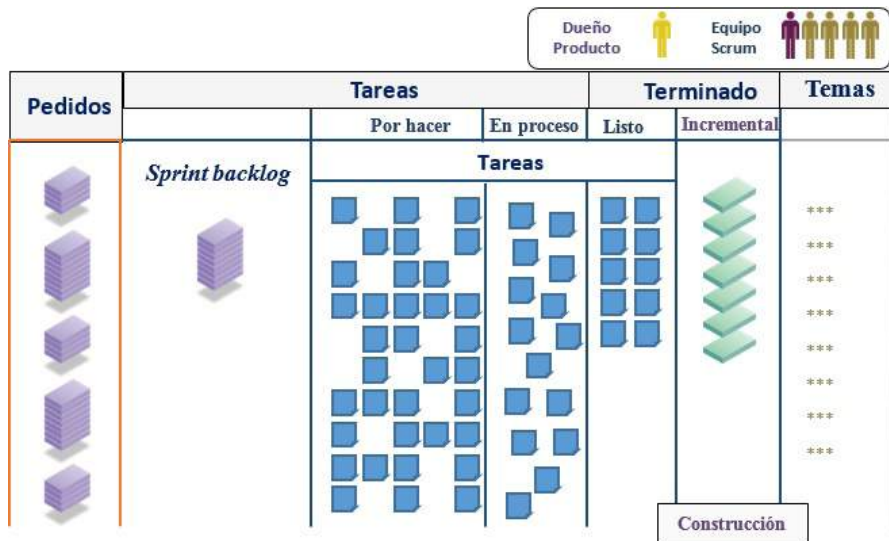 Dueño
Producto
Equipo
Scrum
Pedidos
Tareas
Terminado
Temas
Por hacer
En proceso
Listo
Incremental
Sprint backlog
Tareas
***
***
***
***
***
***
***
***
Construcción